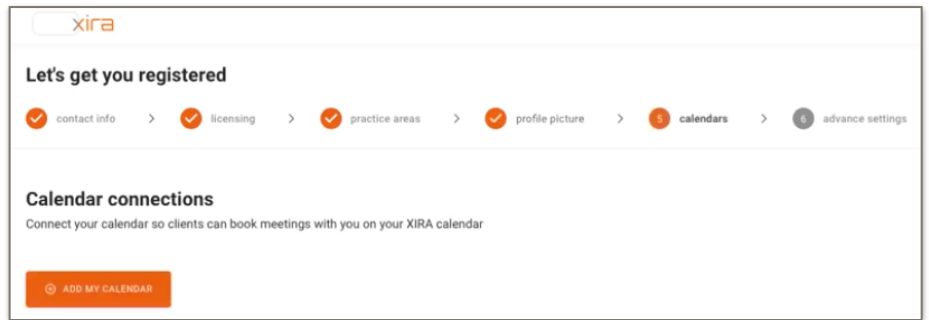 xira
Let's get you registered
contact info > licensing > practice areas > profile picture > 5 calendars > 6 advance settings
Calendar connections
Connect your calendar so clients can book meetings with you on your XIRA calendar
ADD MY CALENDAR